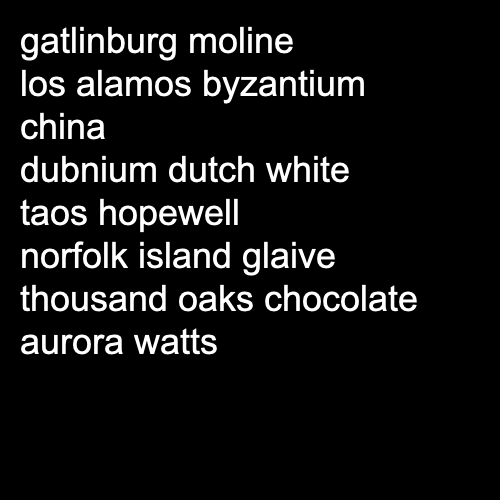 gatlinburg moline
los alamos byzantium
china
dubnium dutch white
taos hopewell
norfolk island glaive
thousand oaks chocolate
aurora watts